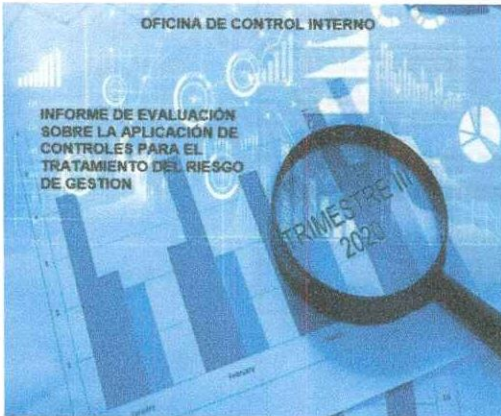 OFICINA DE CONTROL INTERNO
INFORME DE EVALUACIÓN
SOBRE LA APLICACIÓN DE
CONTROLES PARA EL
TRATAMIENTO DEL RIESGO
DE GESTION
TRIMESTRE III
2020